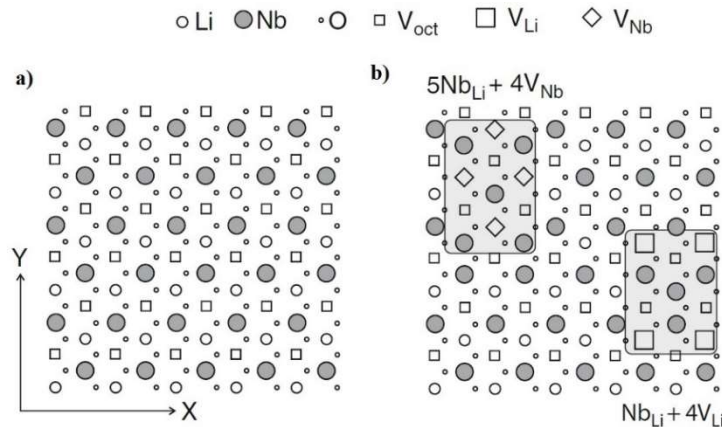 Li Nb O V_oct V_Li V_Nb
a)
b)
5Nb_Li + 4V_Nb
Y
X
Nb_Li + 4V_Li